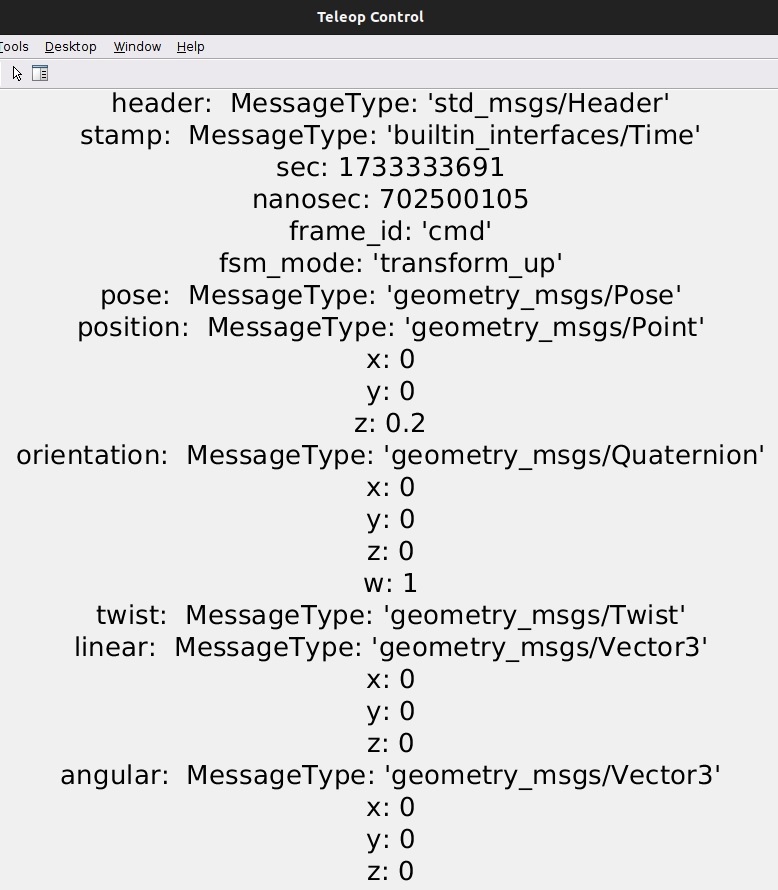 Teleop Control
Tools Desktop Window Help
header: MessageType: 'std_msgs/Header'
stamp: MessageType: 'builtin_interfaces/Time'
sec: 1733333691
nanosec: 702500105
frame_id: 'cmd'
fsm_mode: 'transform_up'
pose: MessageType: 'geometry_msgs/Pose'
position: MessageType: 'geometry_msgs/Point'
x: 0
y: 0
z: 0.2
orientation: MessageType: 'geometry_msgs/Quaternion'
x: 0
y: 0
z: 0
w: 1
twist: MessageType: 'geometry_msgs/Twist'
linear: MessageType: 'geometry_msgs/Vector3'
x: 0
y: 0
z: 0
angular: MessageType: 'geometry_msgs/Vector3'
x: 0
y: 0
z: 0